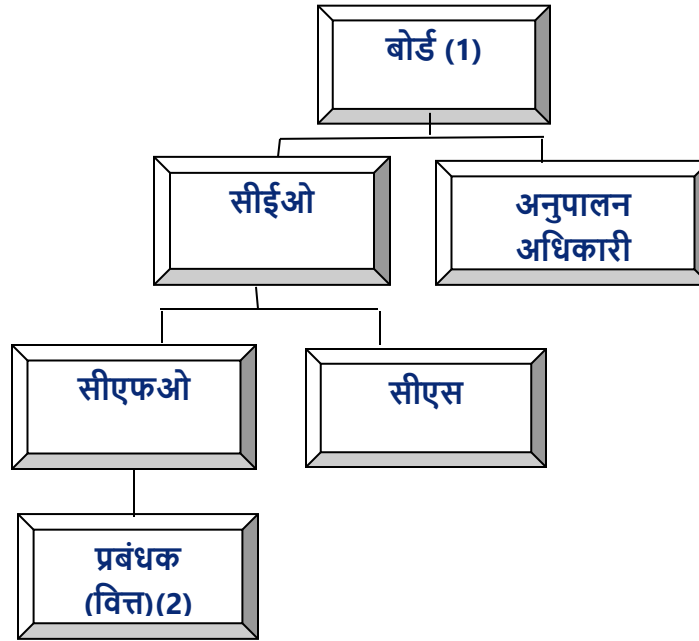 बोर्ड (1)
सीईओ
अनुपालन
अधिकारी
सीएफओ
सीएस
प्रबंधक
(वित्त)(2)